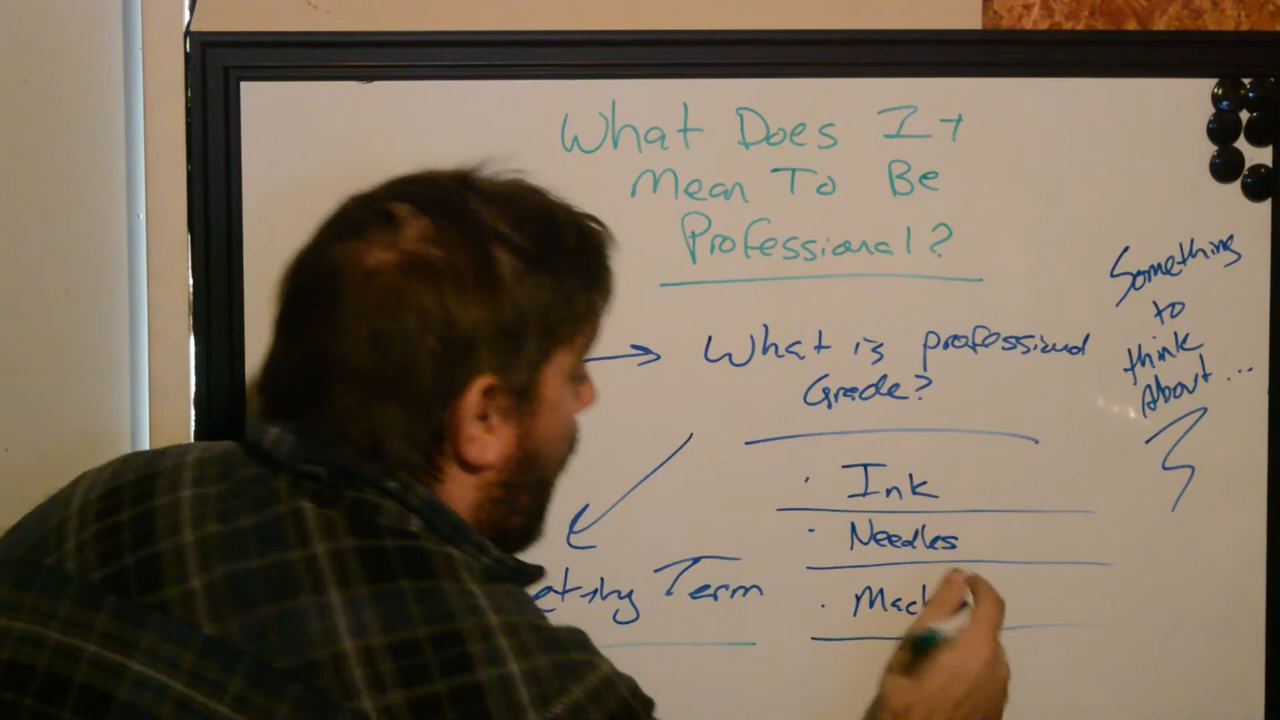 What Does It
Mean To Be
Professional?
What is professional
Grade?
Something
to
think
About...
· Ink
· Needles
Term
· Mach